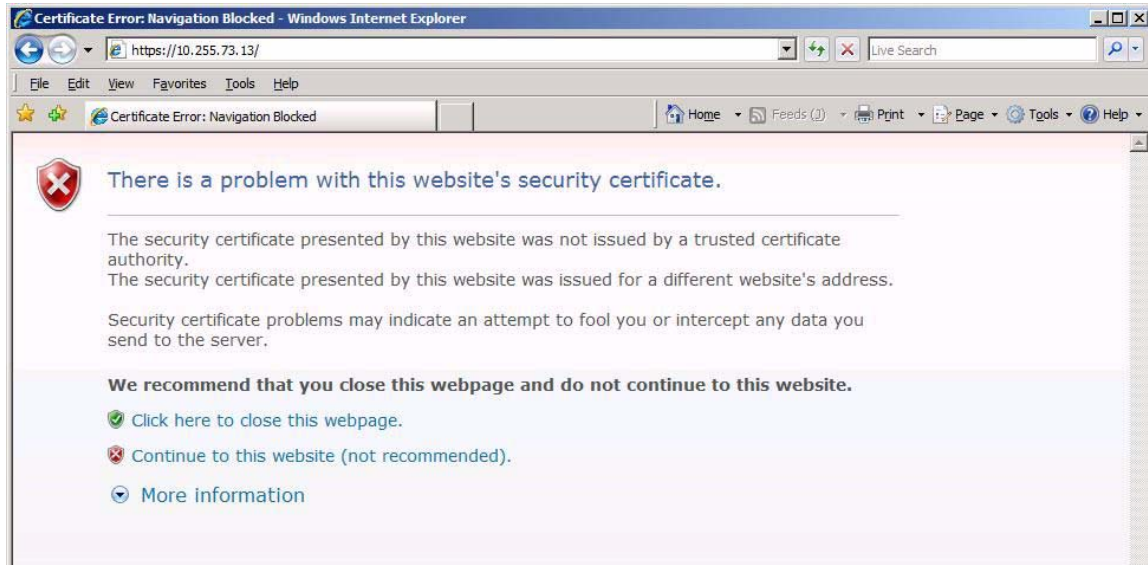 Certificate Error: Navigation Blocked - Windows Internet Explorer
https://10.255.73.13/
Live Search
File Edit View Favorites Tools Help
Certificate Error: Navigation Blocked
Home Feeds (J) Print Page Tools Help
There is a problem with this website's security certificate.
The security certificate presented by this website was not issued by a trusted certificate
authority.
The security certificate presented by this website was issued for a different website's address.
Security certificate problems may indicate an attempt to fool you or intercept any data you
send to the server.
We recommend that you close this webpage and do not continue to this website.
Click here to close this webpage.
Continue to this website (not recommended).
More information